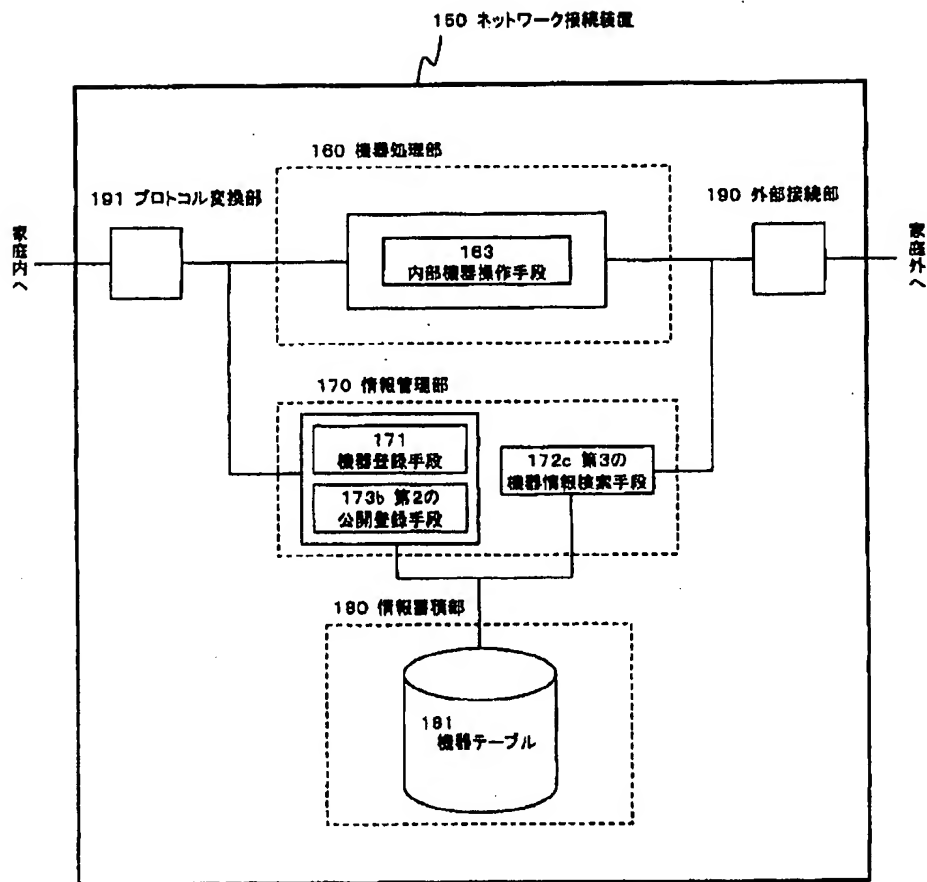 150 ネットワーク接続装置
160 機器処理部
191 プロトコル変換部
190 外部接続部
家庭内へ
163
内部機器操作手段
家庭外へ
170 情報管理部
171
機器登録手段
172c 第3の
機器情報検索手段
173b 第2の
公開登録手段
180 情報蓄積部
181
機器テーブル